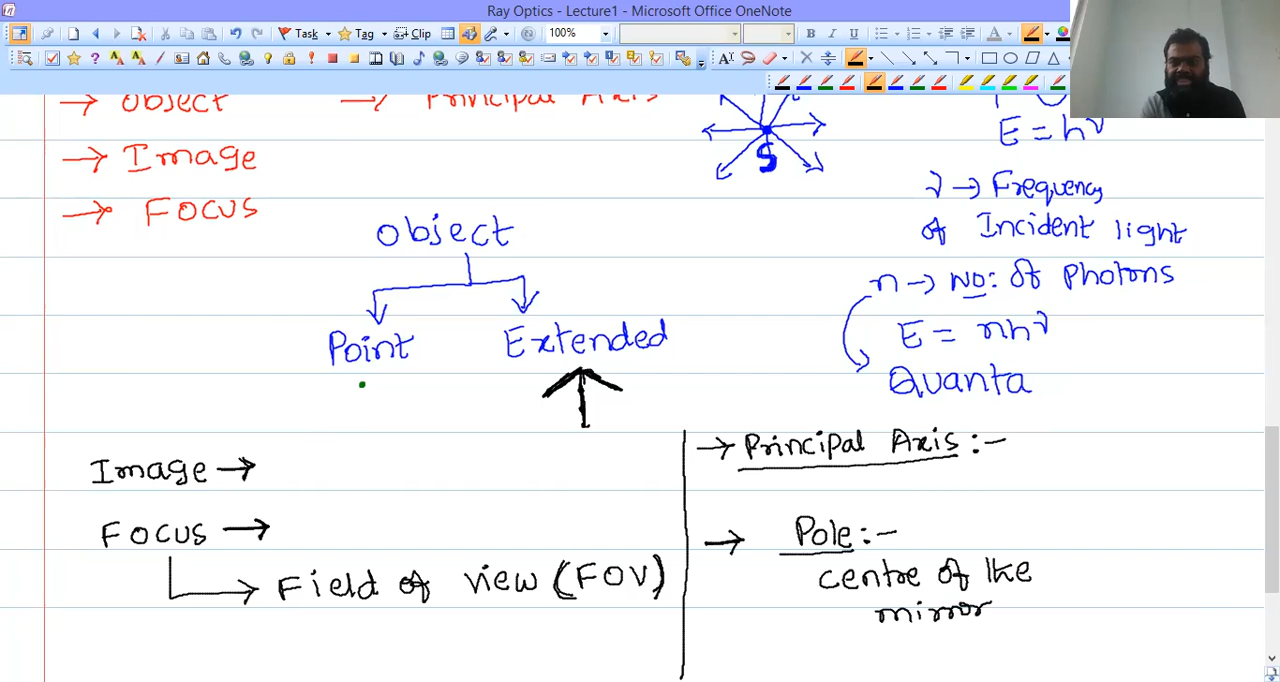 Ray Optics - Lecture1 - Microsoft Office OneNote
Task Tag Clip 100% B I U A
→ Object → Principal Axis
→ Image
→ Focus
S
E = hν
ν → Frequency
of Incident light
n → No: of Photons
E = nhν
Quanta
Object
Point Extended
Image →
Focus →
Field of view (FOV)
→ Principal Axis :-
→ Pole :-
centre of the
mirror